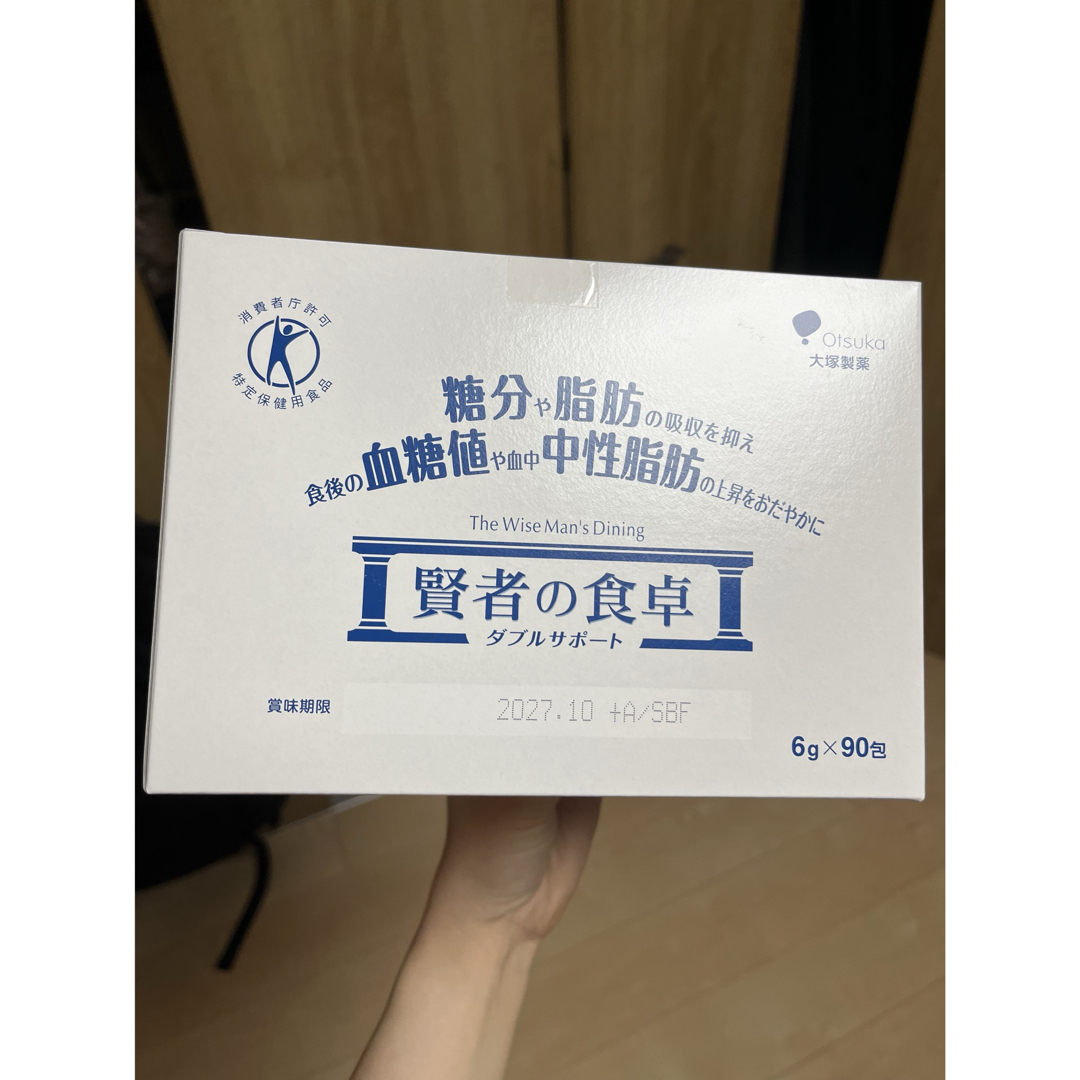 消費者庁許可
特定保健用食品
Otsuka
大塚製薬
糖分や脂肪の吸収を抑え
食後の血糖値や血中中性脂肪の上昇をおだやかに
The Wise Man's Dining
賢者の食卓
ダブルサポート
賞味期限
2027.10 +A/SBF
6g×90包